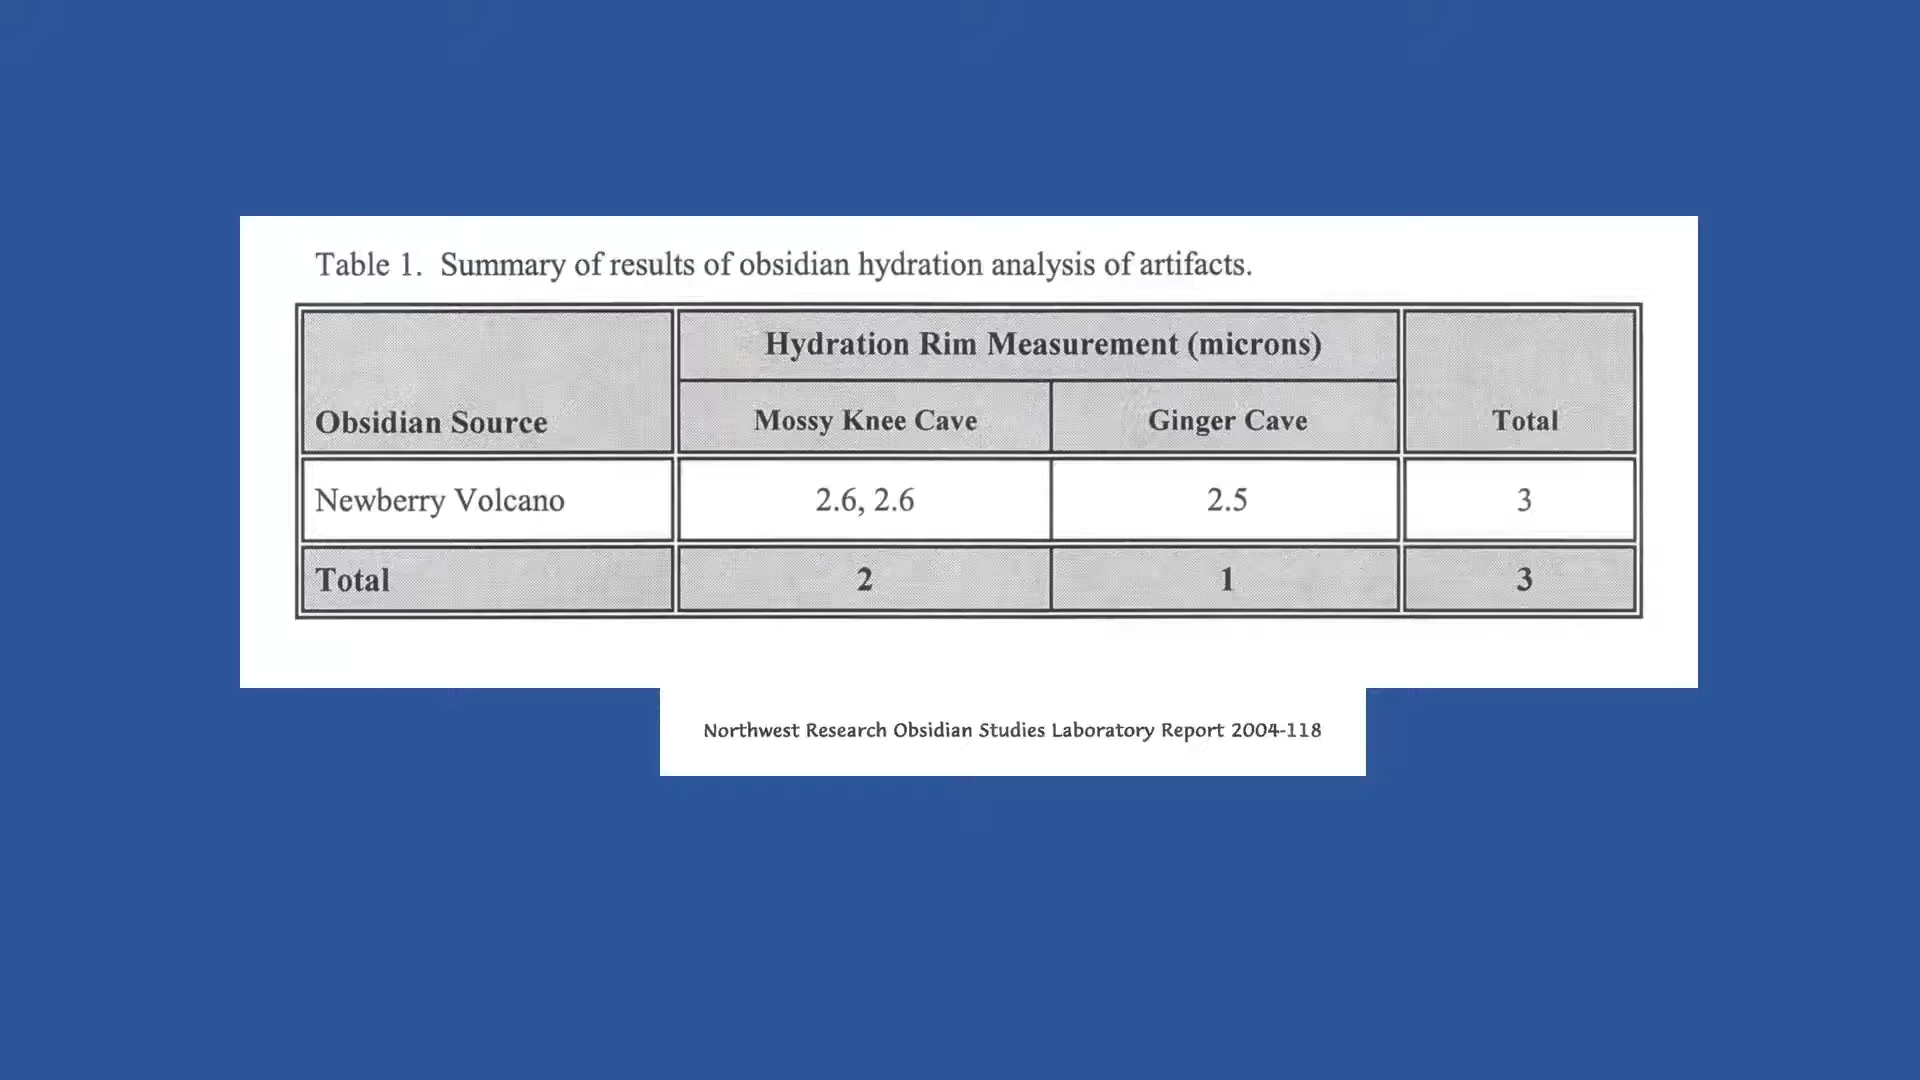 Table 1. Summary of results of obsidian hydration analysis of artifacts.
Hydration Rim Measurement (microns)
Obsidian Source Mossy Knee Cave Ginger Cave Total
Newberry Volcano 2.6, 2.6 2.5 3
Total 2 1 3
Northwest Research Obsidian Studies Laboratory Report 2004-118